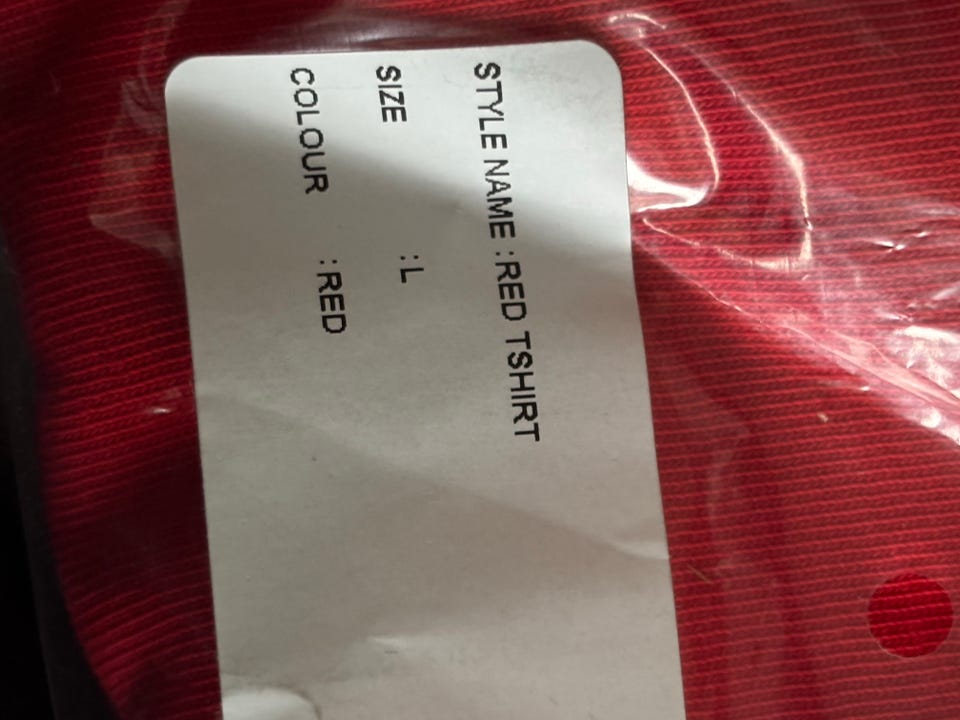 STYLE NAME :RED TSHIRT
SIZE : L
COLOUR : RED